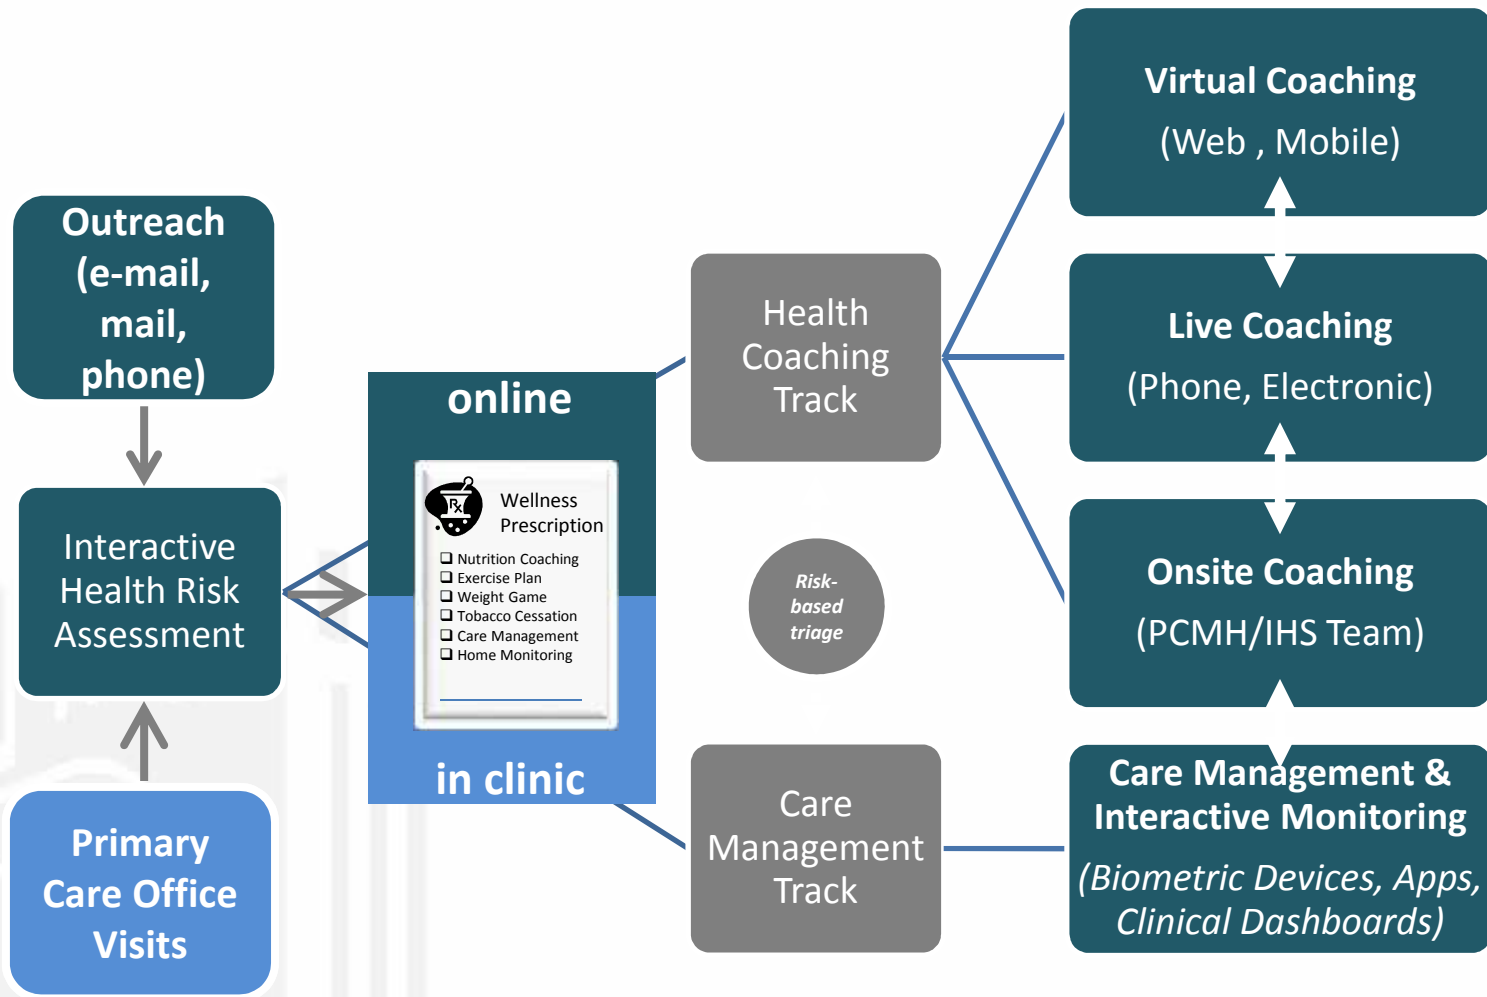 Outreach
(e-mail,
mail,
phone)
Interactive
Health Risk
Assessment
Primary
Care Office
Visits
online
Rx
Wellness
Prescription
❑ Nutrition Coaching
❑ Exercise Plan
❑ Weight Game
❑ Tobacco Cessation
❑ Care Management
❑ Home Monitoring
in clinic
Health
Coaching
Track
Risk-
based
triage
Care
Management
Track
Virtual Coaching
(Web , Mobile)
Live Coaching
(Phone, Electronic)
Onsite Coaching
(PCMH/IHS Team)
Care Management &
Interactive Monitoring
(Biometric Devices, Apps,
Clinical Dashboards)